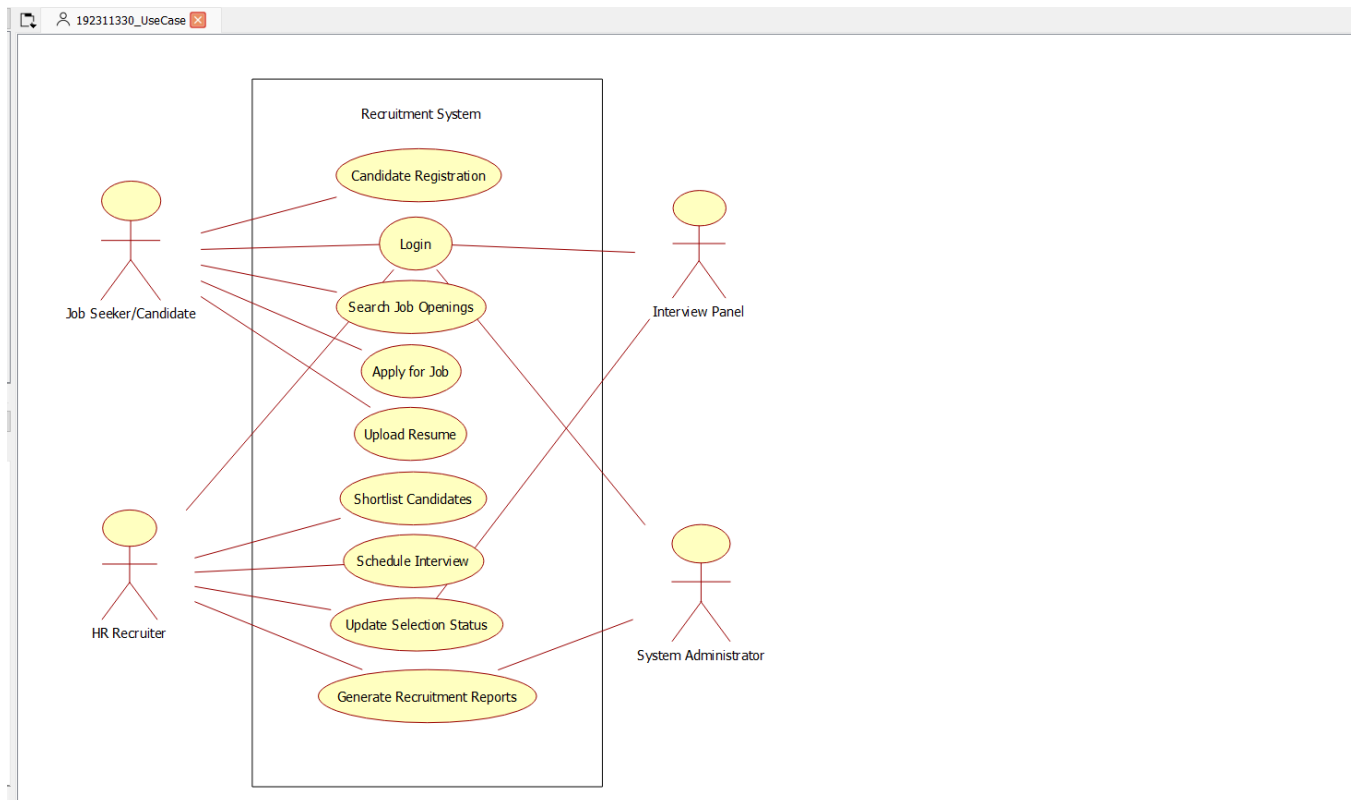 192311330_UseCase
Recruitment System
Candidate Registration
Login
Search Job Openings
Job Seeker/Candidate
Interview Panel
Apply for Job
Upload Resume
Shortlist Candidates
Schedule Interview
Update Selection Status
HR Recruiter
System Administrator
Generate Recruitment Reports